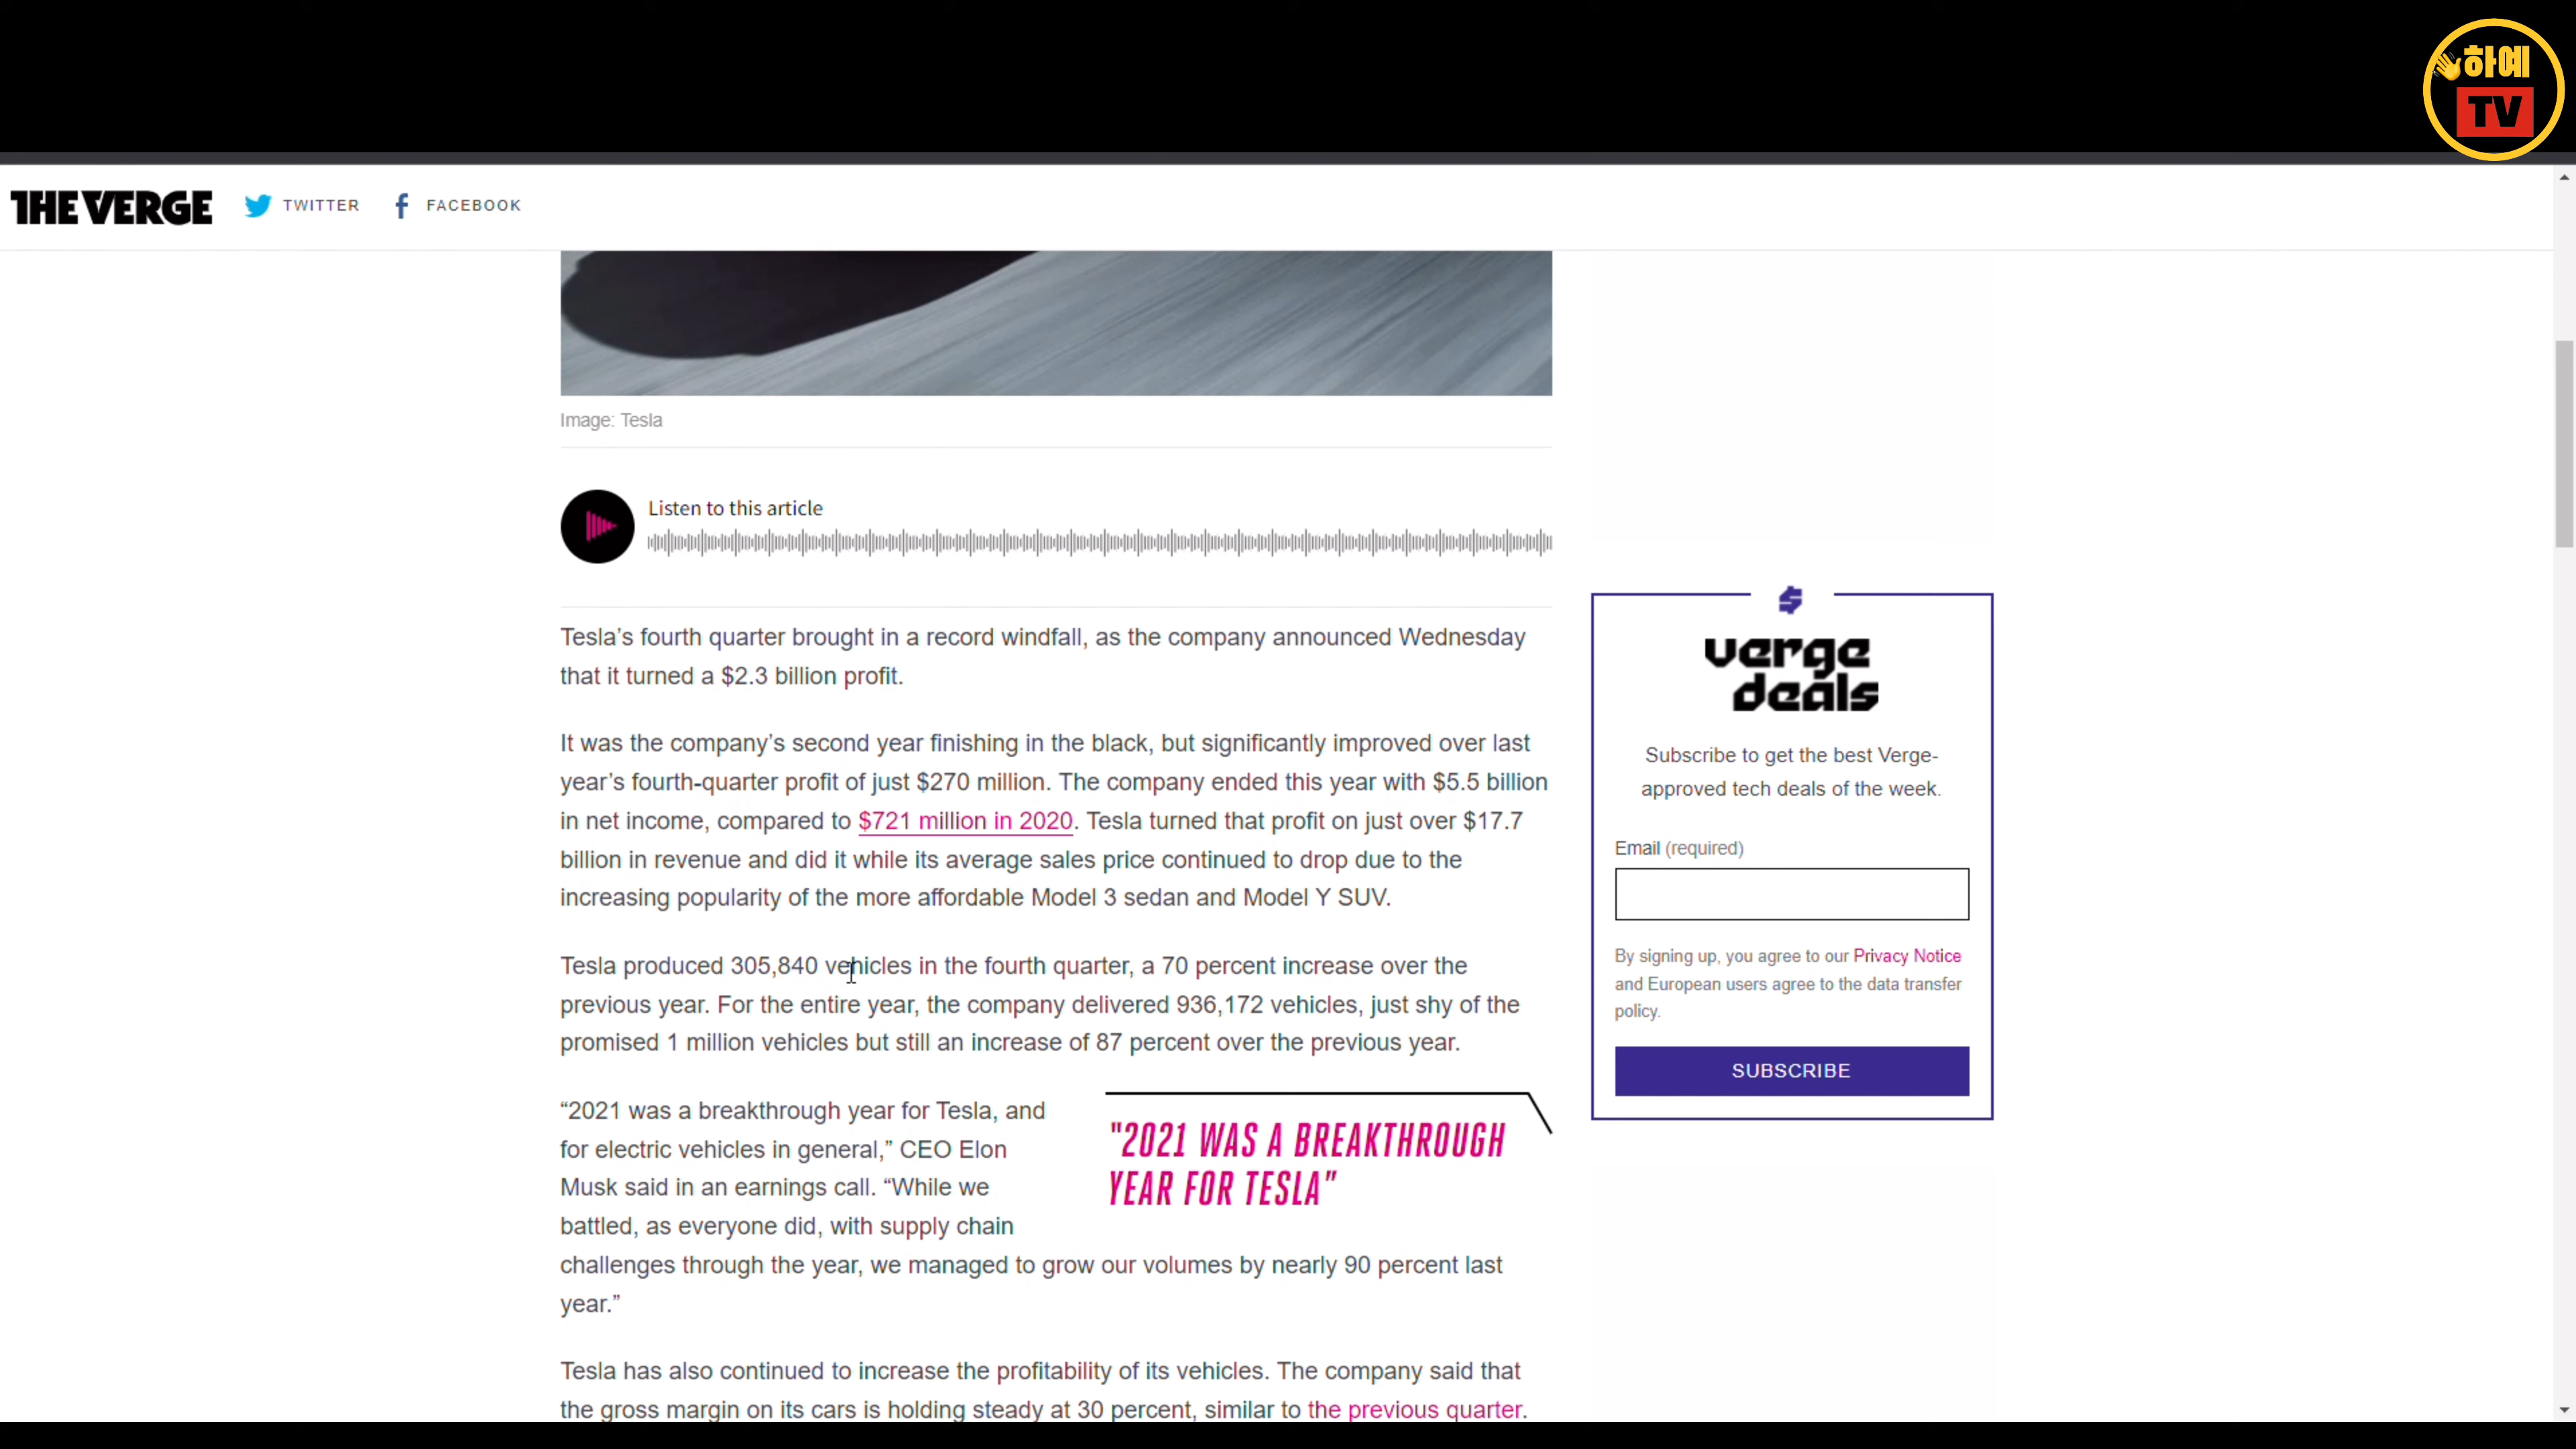 하예
TV
THE VERGE
TWITTER
FACEBOOK
Image: Tesla
Listen to this article
Tesla’s fourth quarter brought in a record windfall, as the company announced Wednesday
that it turned a $2.3 billion profit.
It was the company’s second year finishing in the black, but significantly improved over last
year’s fourth-quarter profit of just $270 million. The company ended this year with $5.5 billion
in net income, compared to $721 million in 2020. Tesla turned that profit on just over $17.7
billion in revenue and did it while its average sales price continued to drop due to the
increasing popularity of the more affordable Model 3 sedan and Model Y SUV.
Tesla produced 305,840 vehicles in the fourth quarter, a 70 percent increase over the
previous year. For the entire year, the company delivered 936,172 vehicles, just shy of the
promised 1 million vehicles but still an increase of 87 percent over the previous year.
“2021 was a breakthrough year for Tesla, and
for electric vehicles in general,” CEO Elon
Musk said in an earnings call. “While we
battled, as everyone did, with supply chain
challenges through the year, we managed to grow our volumes by nearly 90 percent last
year.”
"2021 WAS A BREAKTHROUGH
YEAR FOR TESLA"
Tesla has also continued to increase the profitability of its vehicles. The company said that
the gross margin on its cars is holding steady at 30 percent, similar to the previous quarter.
verge
deals
Subscribe to get the best Verge-
approved tech deals of the week.
Email (required)
By signing up, you agree to our Privacy Notice
and European users agree to the data transfer
policy.
SUBSCRIBE